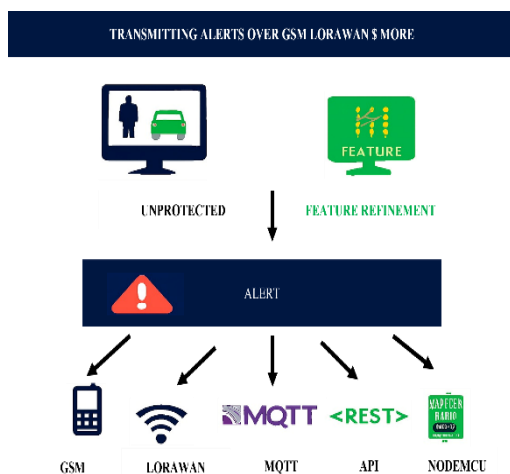 TRANSMITTING ALERTS OVER GSM LORAWAN $ MORE
FEATURE
UNPROTECTED
FEATURE REFINEMENT
ALERT
MQTT
<REST>
GSM
LORAWAN
MQTT
API
NODEMCU